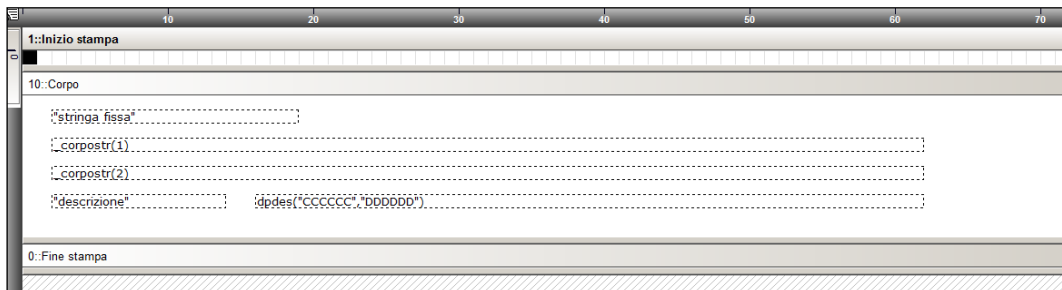 10 20 30 40 50 60 70
1::Inizio stampa
0
10::Corpo
"stringa fissa"
_corpostr(1)
_corpostr(2)
"descrizione" dpdes("CCCCCC","DDDDDD")
0::Fine stampa